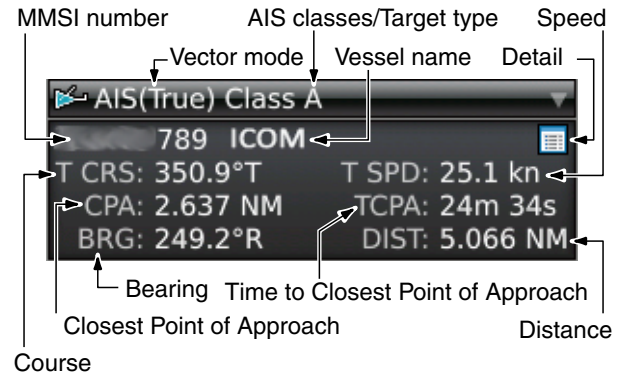 MMSI number AIS classes/Target type Speed
Vector mode Vessel name Detail
AIS(True) Class A
789 ICOM
T CRS: 350.9°T T SPD: 25.1 kn
CPA: 2.637 NM TCPA: 24m 34s
BRG: 249.2°R DIST: 5.066 NM
Bearing Time to Closest Point of Approach
Closest Point of Approach Distance
Course